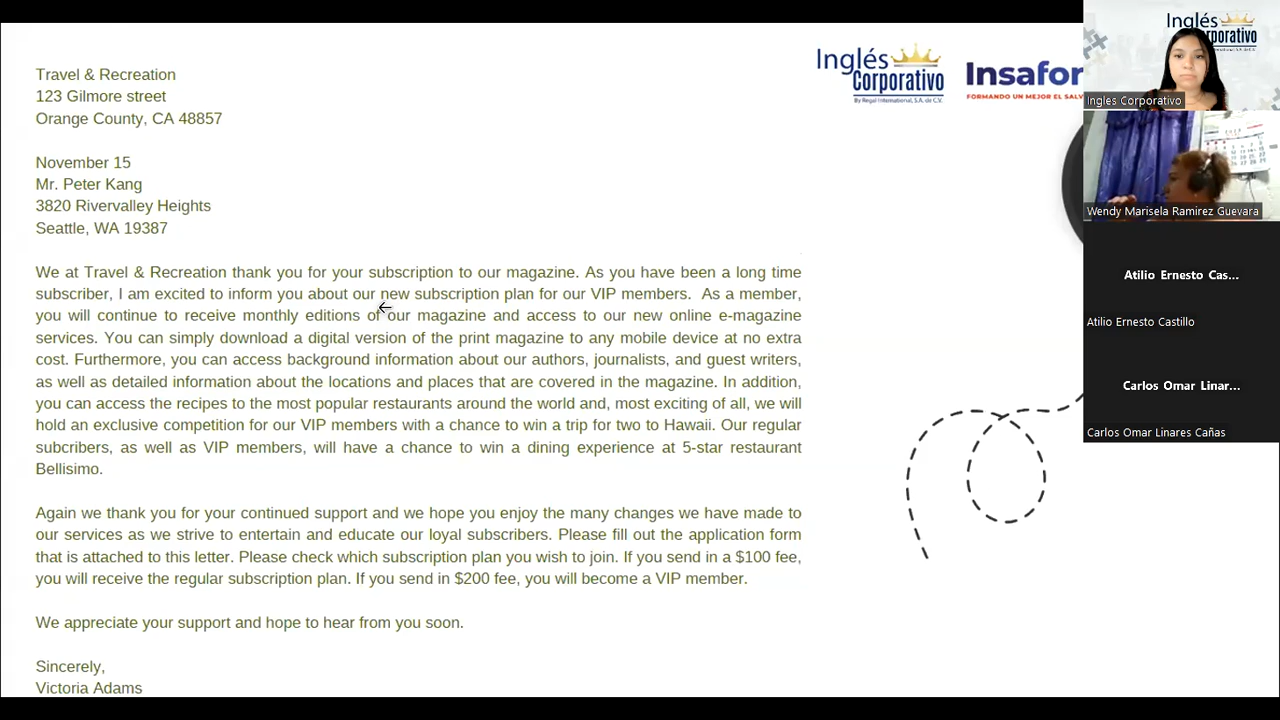 Travel & Recreation
123 Gilmore street
Orange County, CA 48857
November 15
Mr. Peter Kang
3820 Rivervalley Heights
Seattle, WA 19387
We at Travel & Recreation thank you for your subscription to our magazine. As you have been a long time
subscriber, I am excited to inform you about our new subscription plan for our VIP members. As a member,
you will continue to receive monthly editions of our magazine and access to our new online e-magazine
services. You can simply download a digital version of the print magazine to any mobile device at no extra
cost. Furthermore, you can access background information about our authors, journalists, and guest writers,
as well as detailed information about the locations and places that are covered in the magazine. In addition,
you can access the recipes to the most popular restaurants around the world and, most exciting of all, we will
hold an exclusive competition for our VIP members with a chance to win a trip for two to Hawaii. Our regular
subcribers, as well as VIP members, will have a chance to win a dining experience at 5-star restaurant
Bellisimo.
Again we thank you for your continued support and we hope you enjoy the many changes we have made to
our services as we strive to entertain and educate our loyal subscribers. Please fill out the application form
that is attached to this letter. Please check which subscription plan you wish to join. If you send in a $100 fee,
you will receive the regular subscription plan. If you send in $200 fee, you will become a VIP member.
We appreciate your support and hope to hear from you soon.
Sincerely,
Victoria Adams
Inglés
Corporativo
By Regal International, S.A. de C.V.
Insafor
FORMANDO UN MEJOR EL SALV
Inglés
rporativo
Ingles Corporativo
Wendy Marisela Ramirez Guevara
Atilio Ernesto Cas...
Atilio Ernesto Castillo
Carlos Omar Linar...
Carlos Omar Linares Cañas